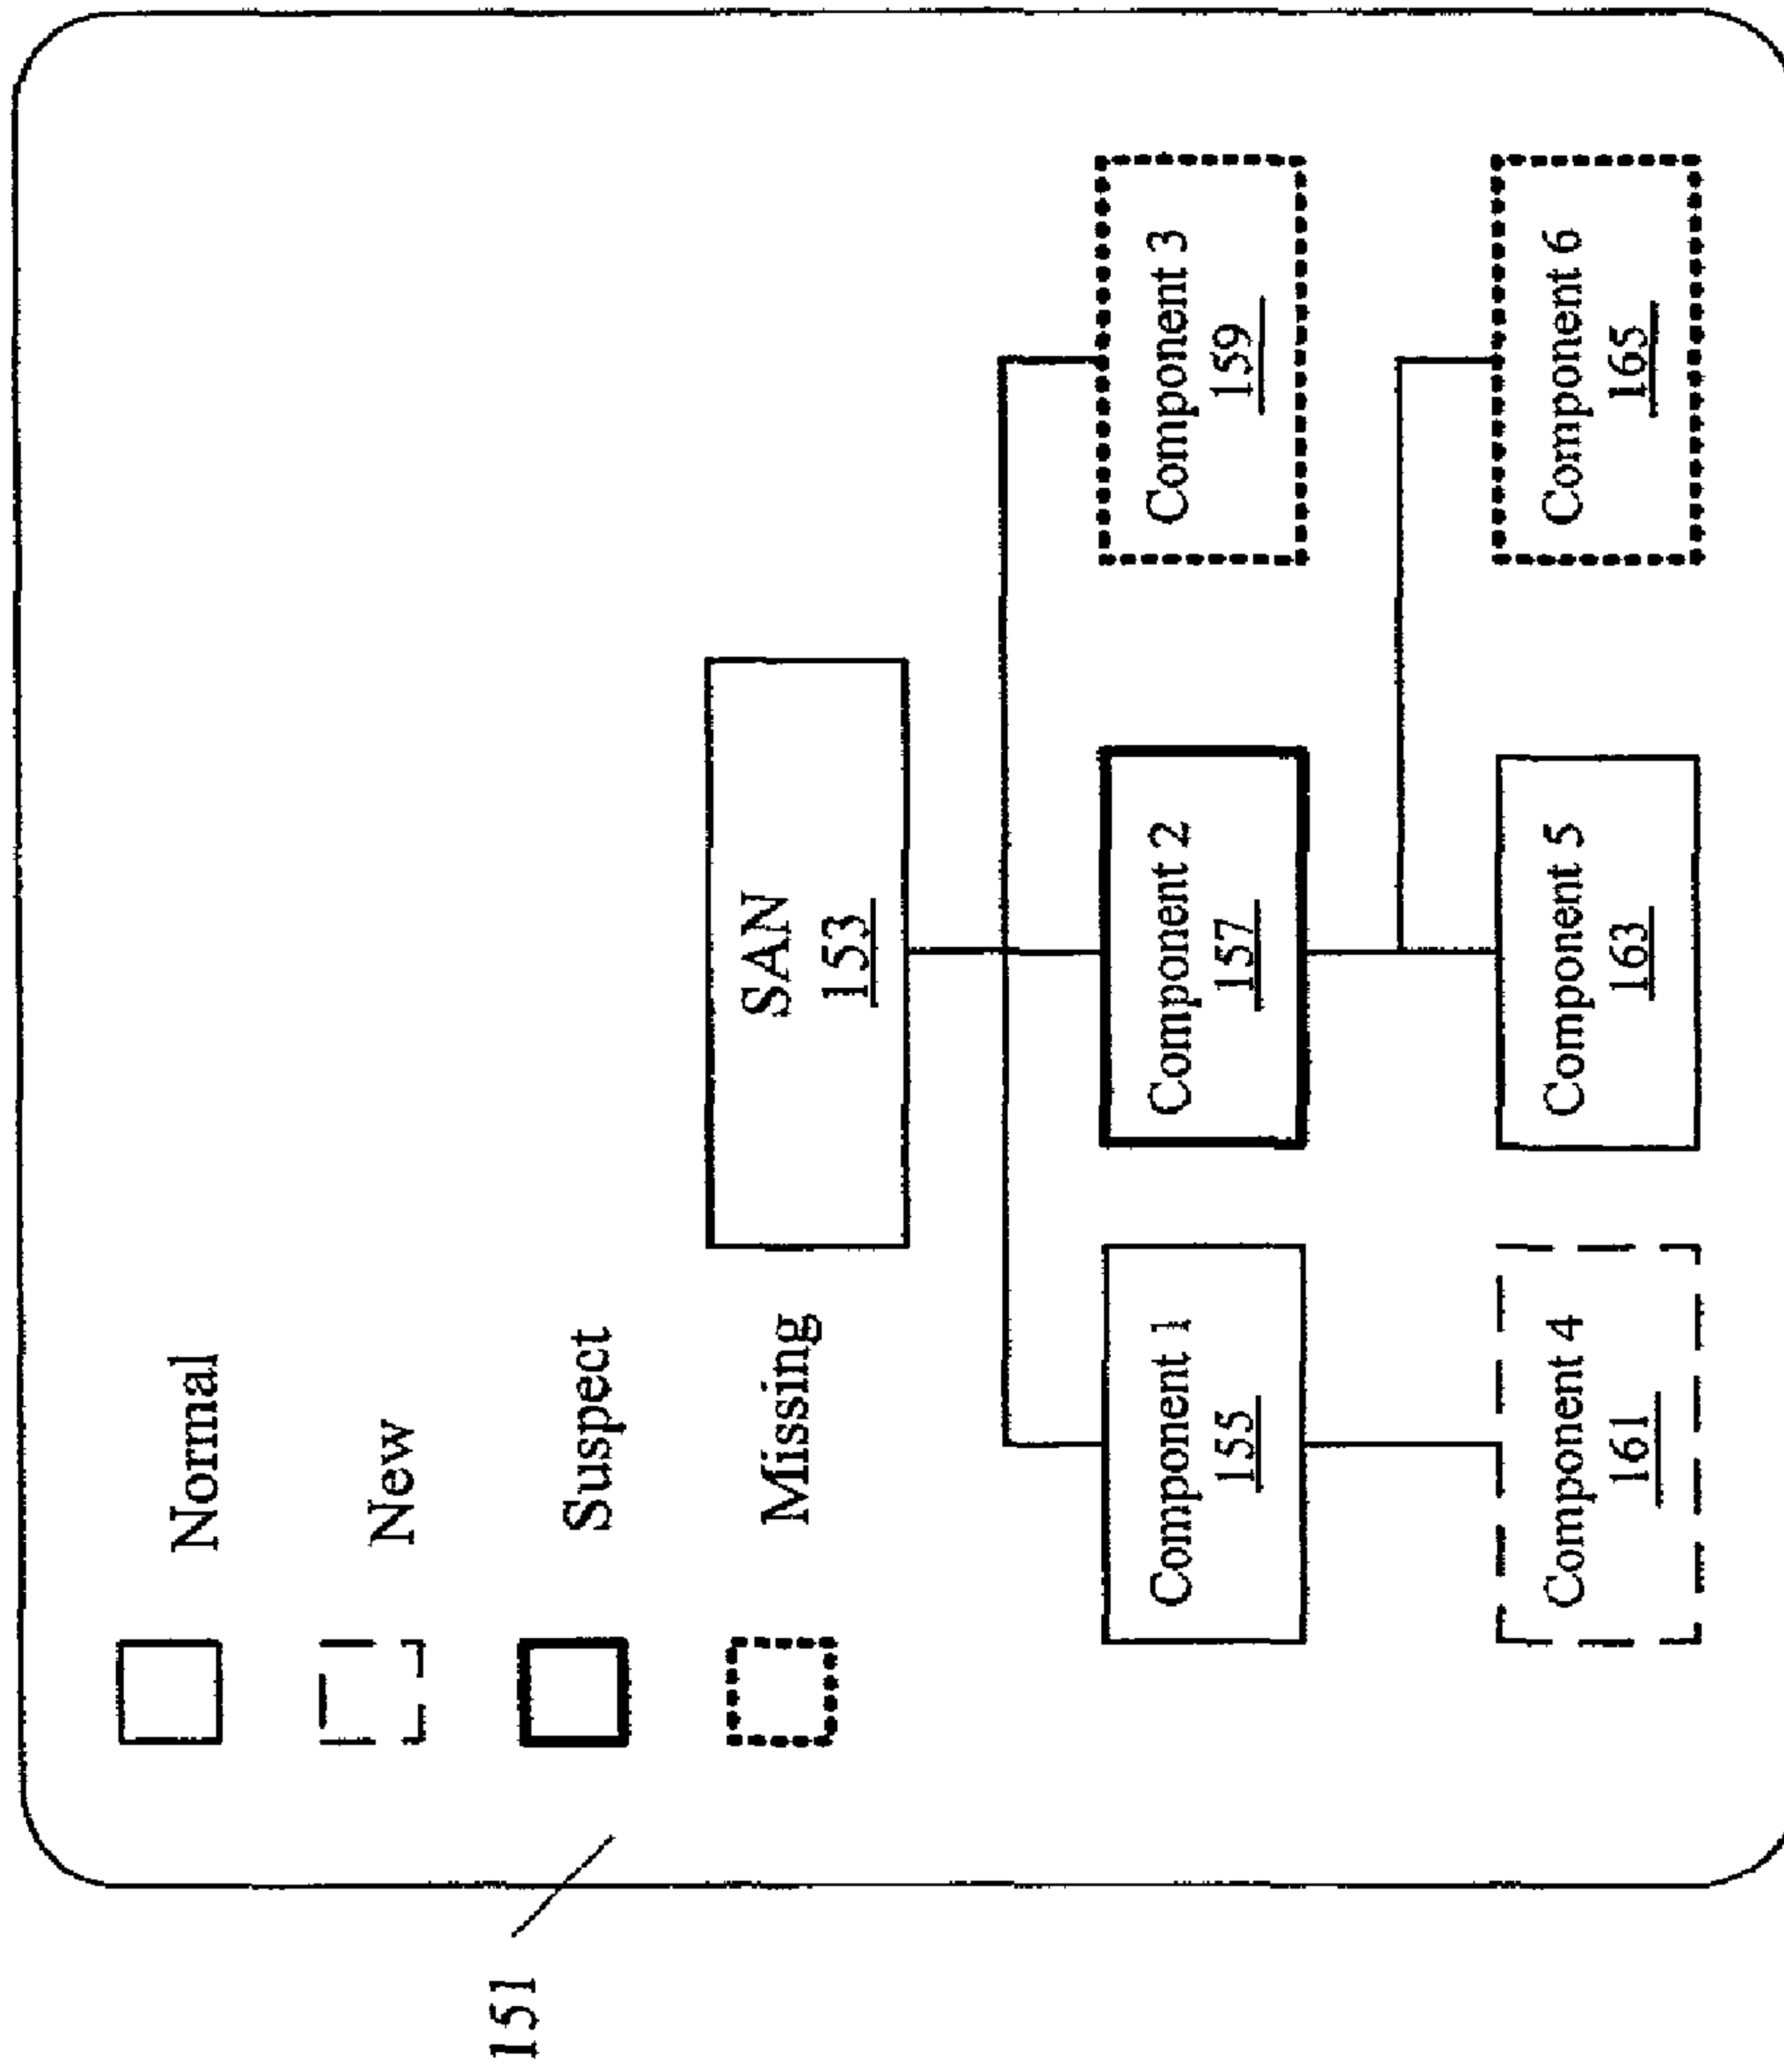 151
Normal
New
Suspect
Missing
SAN
153
Component 1
155
Component 2
157
Component 3
159
Component 4
161
Component 5
163
Component 6
165